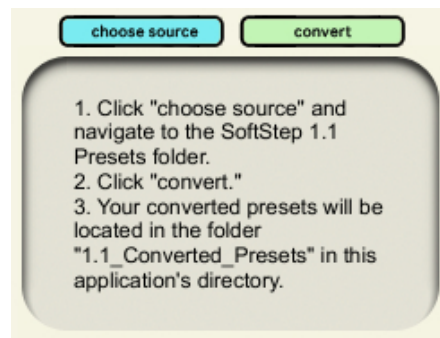 choose source convert
1. Click "choose source" and
navigate to the SoftStep 1.1
Presets folder.
2. Click "convert."
3. Your converted presets will be
located in the folder
"1.1_Converted_Presets" in this
application's directory.